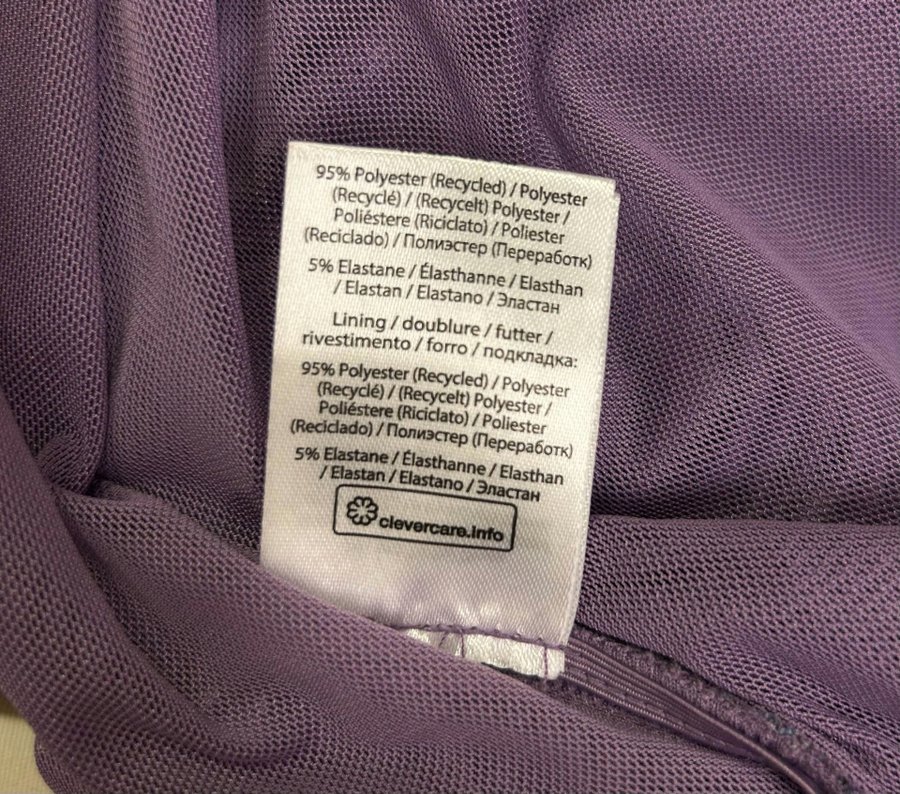 95% Polyester (Recycled) / Polyester
(Recyclé) / (Recycelt) Polyester /
Poliéstere (Riciclato) / Poliester
(Reciclado) / Полиэстер (Переработк)
5% Elastane / Élasthanne / Elasthan
/ Elastan / Elastano / Эластан
Lining / doublure / futter /
rivestimento / forro / подкладка:
95% Polyester (Recycled) / Polyester
(Recyclé) / (Recycelt) Polyester /
Poliéstere (Riciclato) / Poliester
(Reciclado) / Полиэстер (Переработк)
5% Elastane / Élasthanne / Elasthan
/ Elastan / Elastano / Эластан
clevercare.info